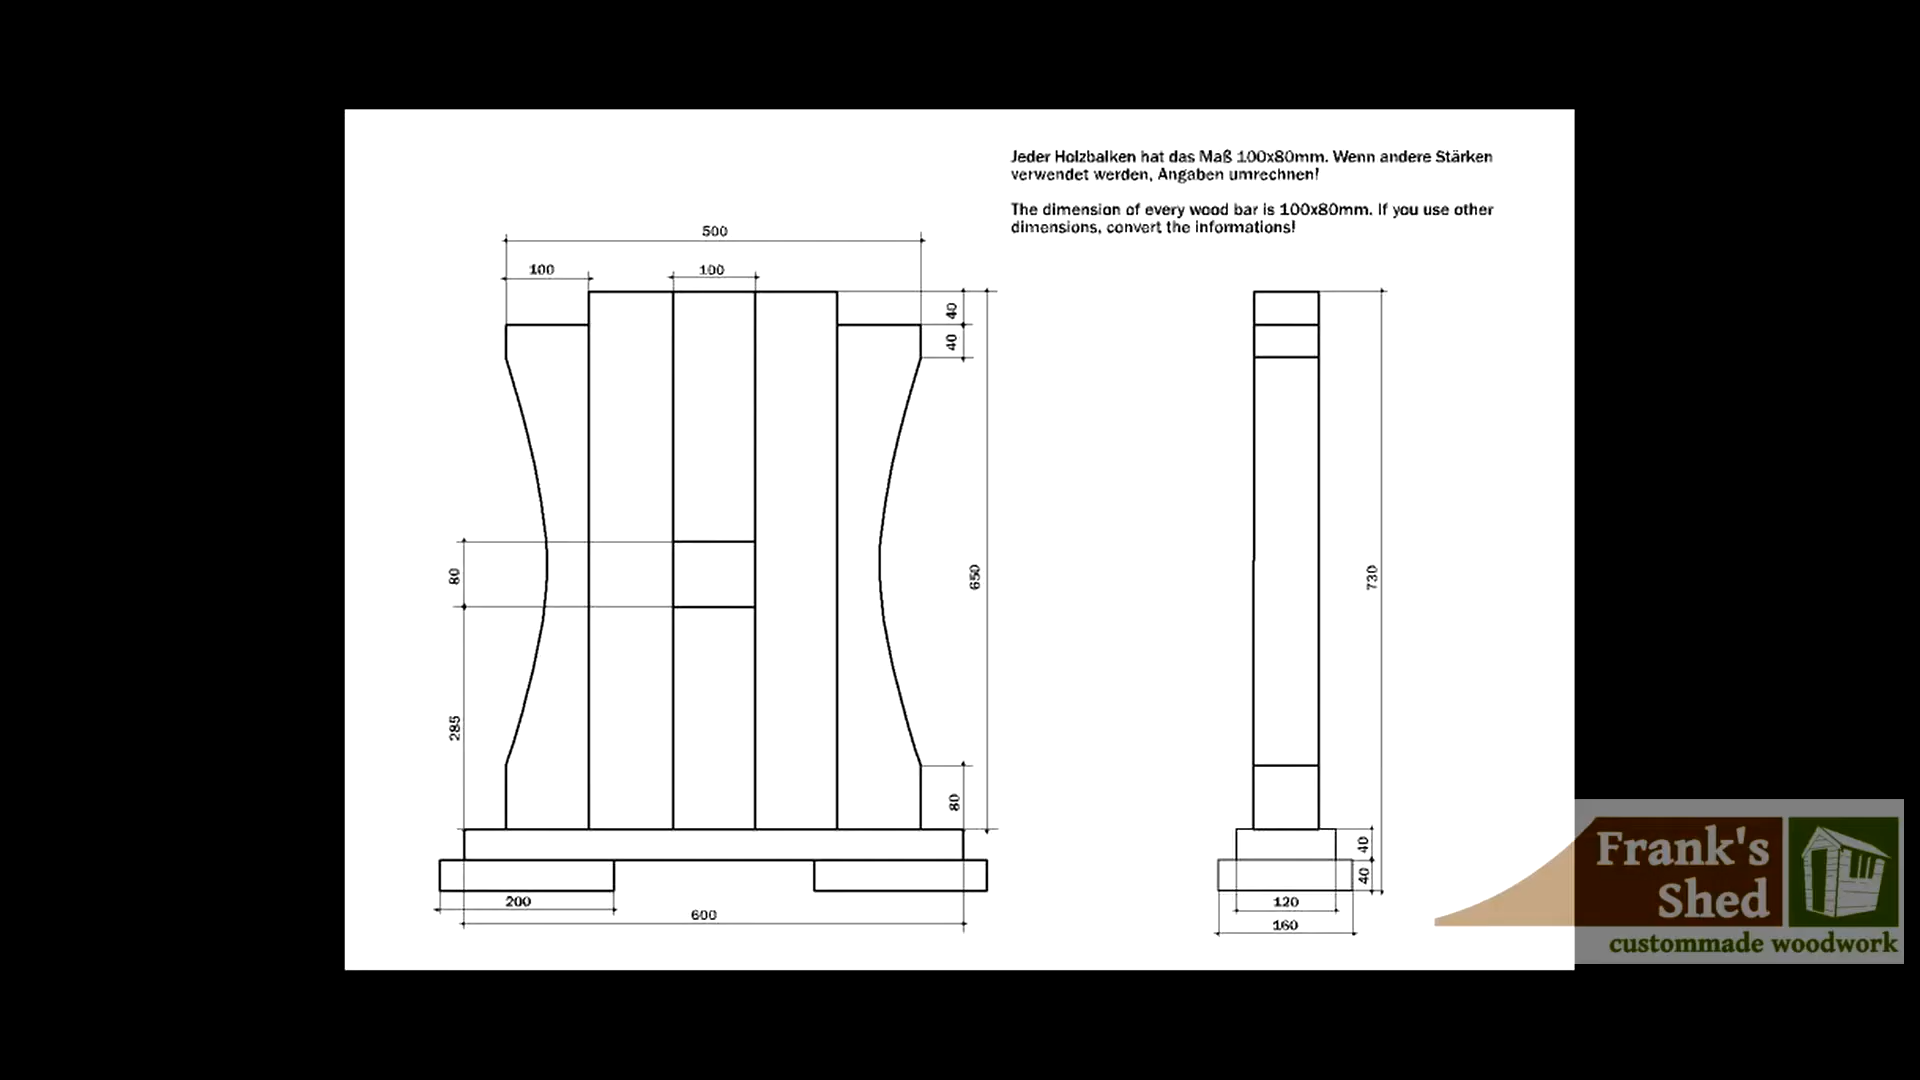 Jeder Holzbalken hat das Maß 100x80mm. Wenn andere Stärken
verwendet werden, Angaben umrechnen!
The dimension of every wood bar is 100x80mm. If you use other
dimensions, convert the informations!
500
100
100
40
40
80
650
730
285
80
40
40
200
600
120
160
Frank's
Shed
custommade woodwork